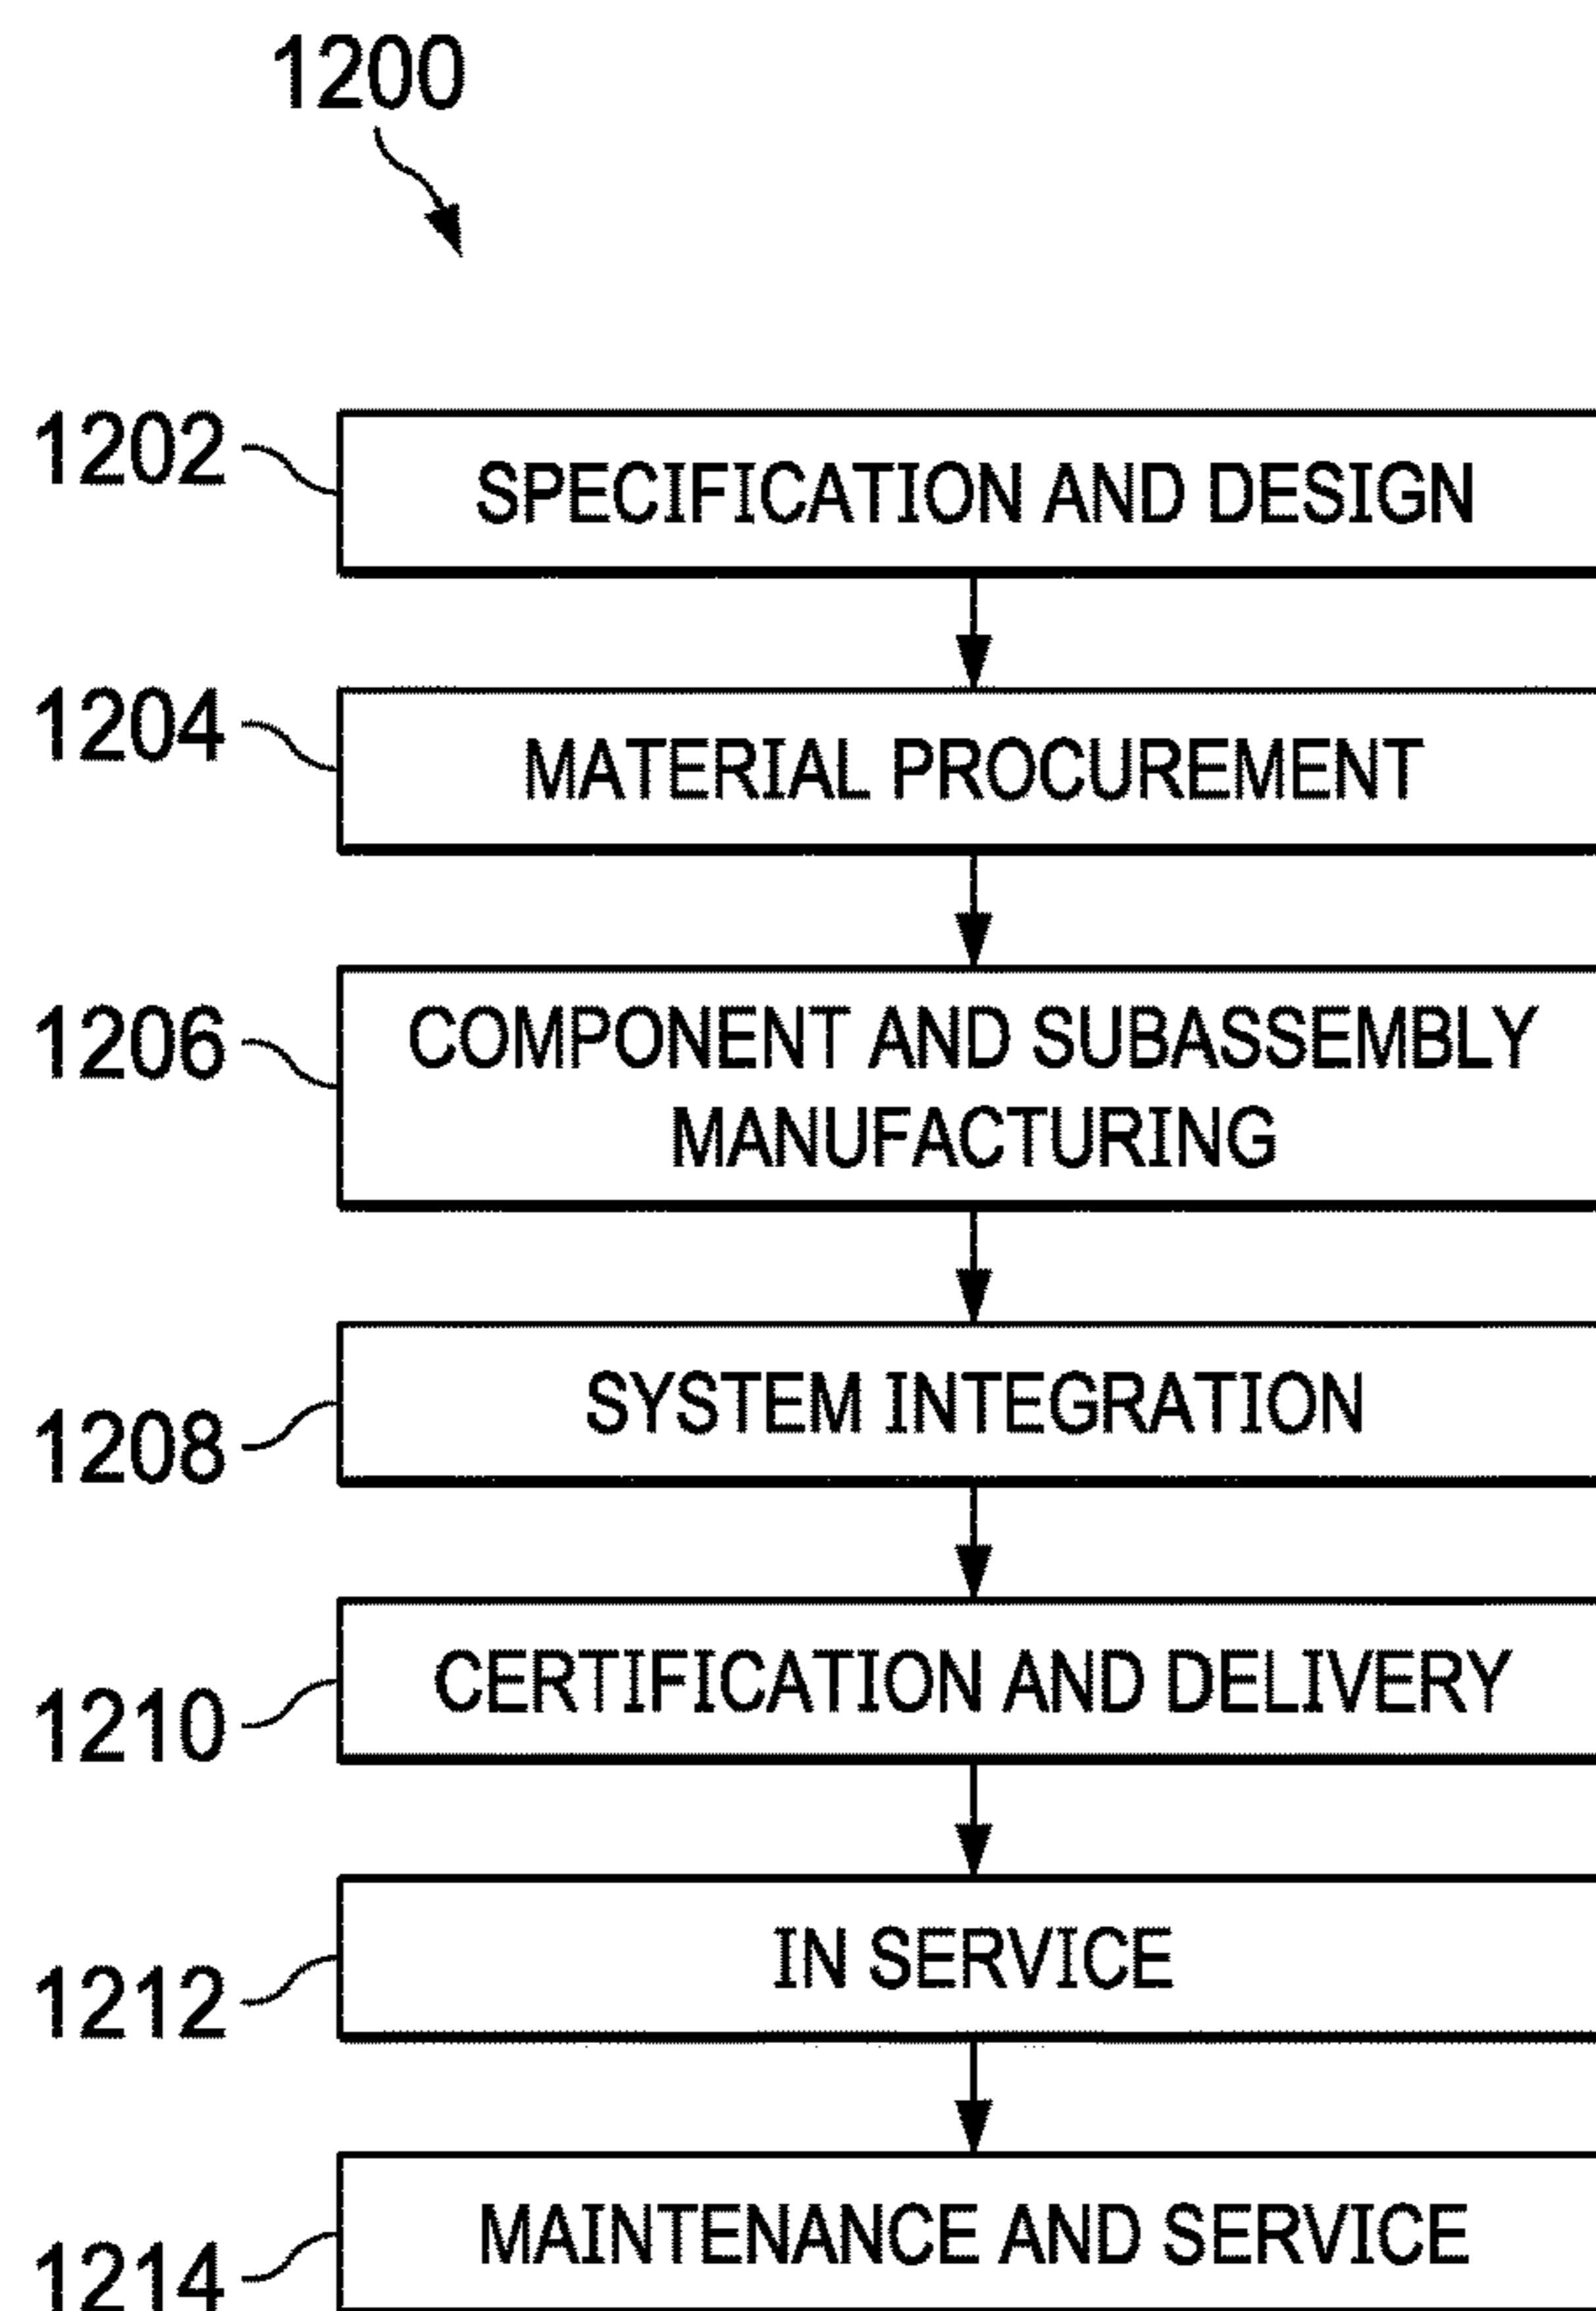 1200
1202
SPECIFICATION AND DESIGN
1204
MATERIAL PROCUREMENT
1206
COMPONENT AND SUBASSEMBLY
MANUFACTURING
1208
SYSTEM INTEGRATION
1210
CERTIFICATION AND DELIVERY
1212
IN SERVICE
1214
MAINTENANCE AND SERVICE